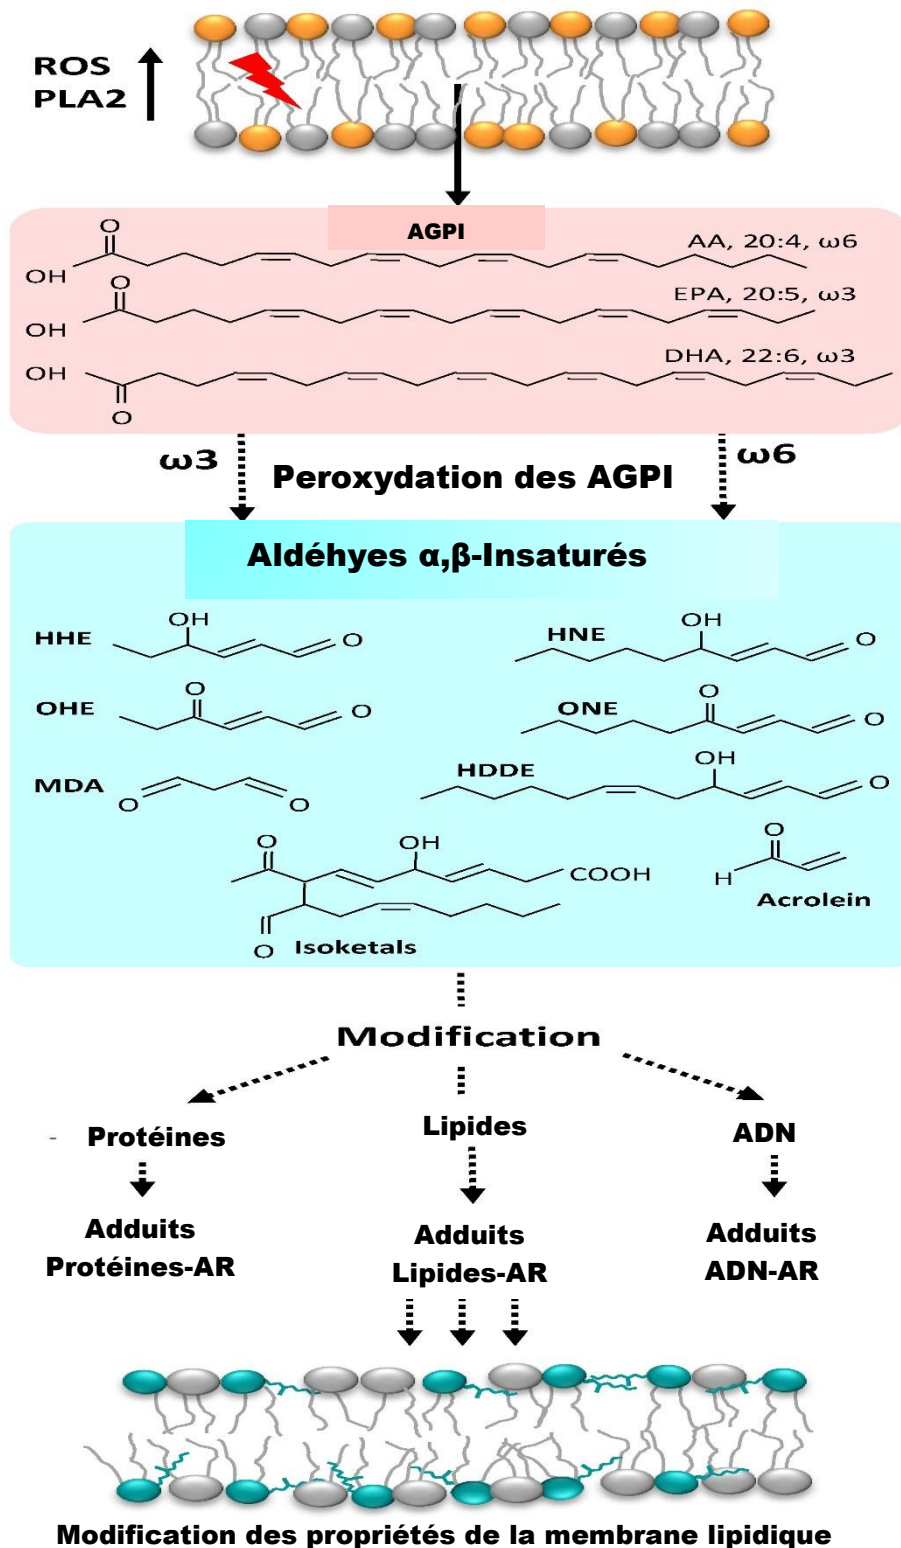 ROS
PLA2
AGPI
O
OH
AA, 20:4, ω6
O
OH
EPA, 20:5, ω3
OH
O
DHA, 22:6, ω3
ω3
Peroxydation des AGPI
ω6
Aldéhyes α,β-Insaturés
HHE
OH
O
HNE
OH
O
OHE
O
O
ONE
O
O
MDA
O
O
HDDE
OH
O
O
OH
COOH
O
Isoketals
O
H
Acrolein
Modification
- Protéines
Lipides
ADN
Adduits
Protéines-AR
Adduits
Lipides-AR
Adduits
ADN-AR
Modification des propriétés de la membrane lipidique